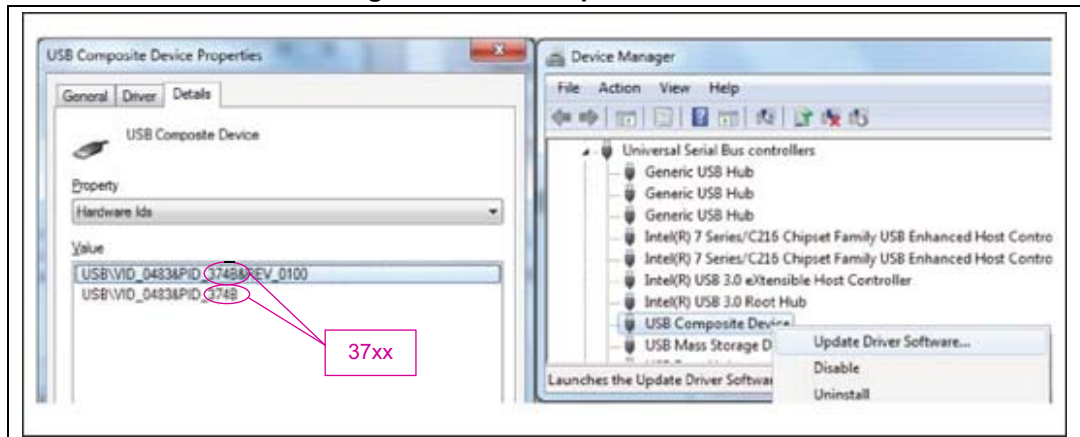 USB Composite Device Properties
General Driver Details
USB Composite Device
Property
Hardware Ids
Value
USB\VID_0483&PID_374B&REV_0100
USB\VID_0483&PID_374B
37xx
Device Manager
File Action View Help
Universal Serial Bus controllers
Generic USB Hub
Generic USB Hub
Generic USB Hub
Intel(R) 7 Series/C216 Chipset Family USB Enhanced Host Contro
Intel(R) 7 Series/C216 Chipset Family USB Enhanced Host Contro
Intel(R) USB 3.0 eXtensible Host Controller
Intel(R) USB 3.0 Root Hub
USB Composite Device
USB Mass Storage D
Launches the Update Driver Softwar
Update Driver Software...
Disable
Uninstall